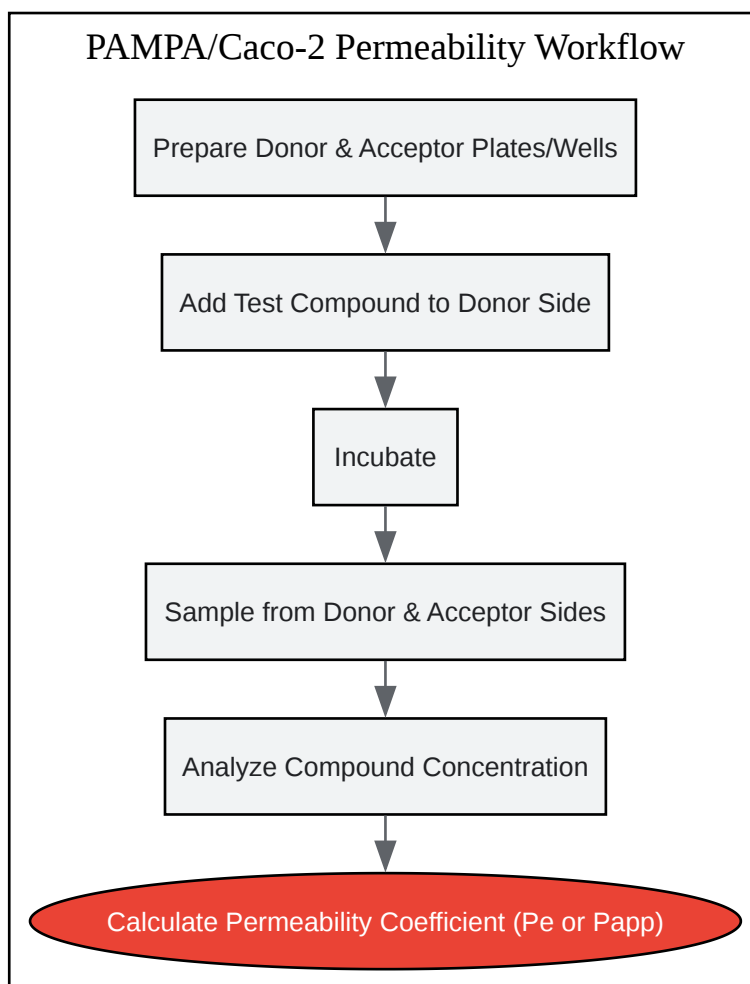 PAMPA/Caco-2 Permeability Workflow
Prepare Donor & Acceptor Plates/Wells
Add Test Compound to Donor Side
Incubate
Sample from Donor & Acceptor Sides
Analyze Compound Concentration
Calculate Permeability Coefficient (Pe or Papp)